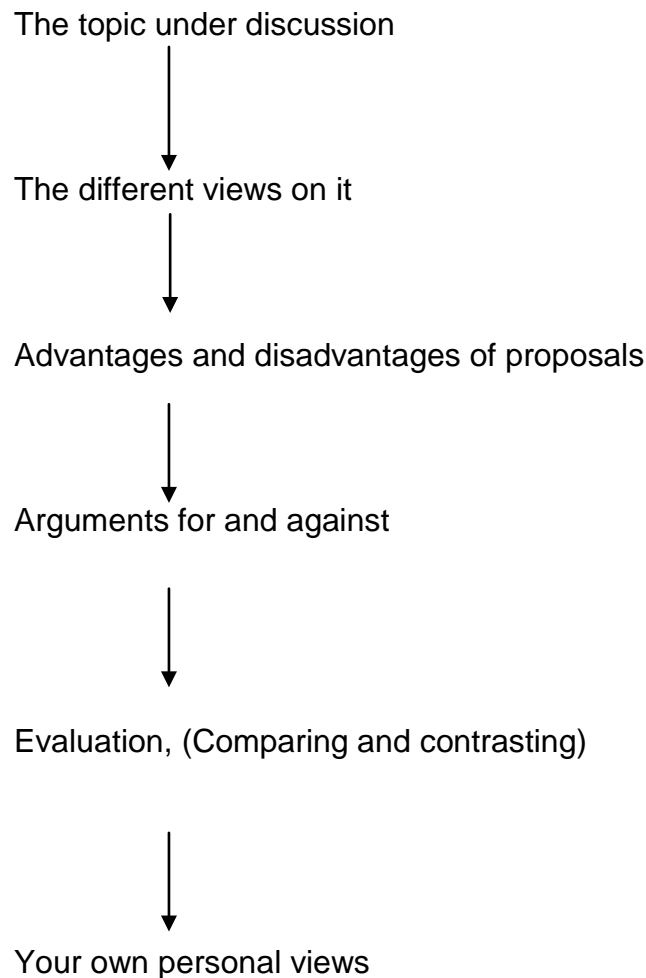 The topic under discussion
The different views on it
Advantages and disadvantages of proposals
Arguments for and against
Evaluation, (Comparing and contrasting)
Your own personal views